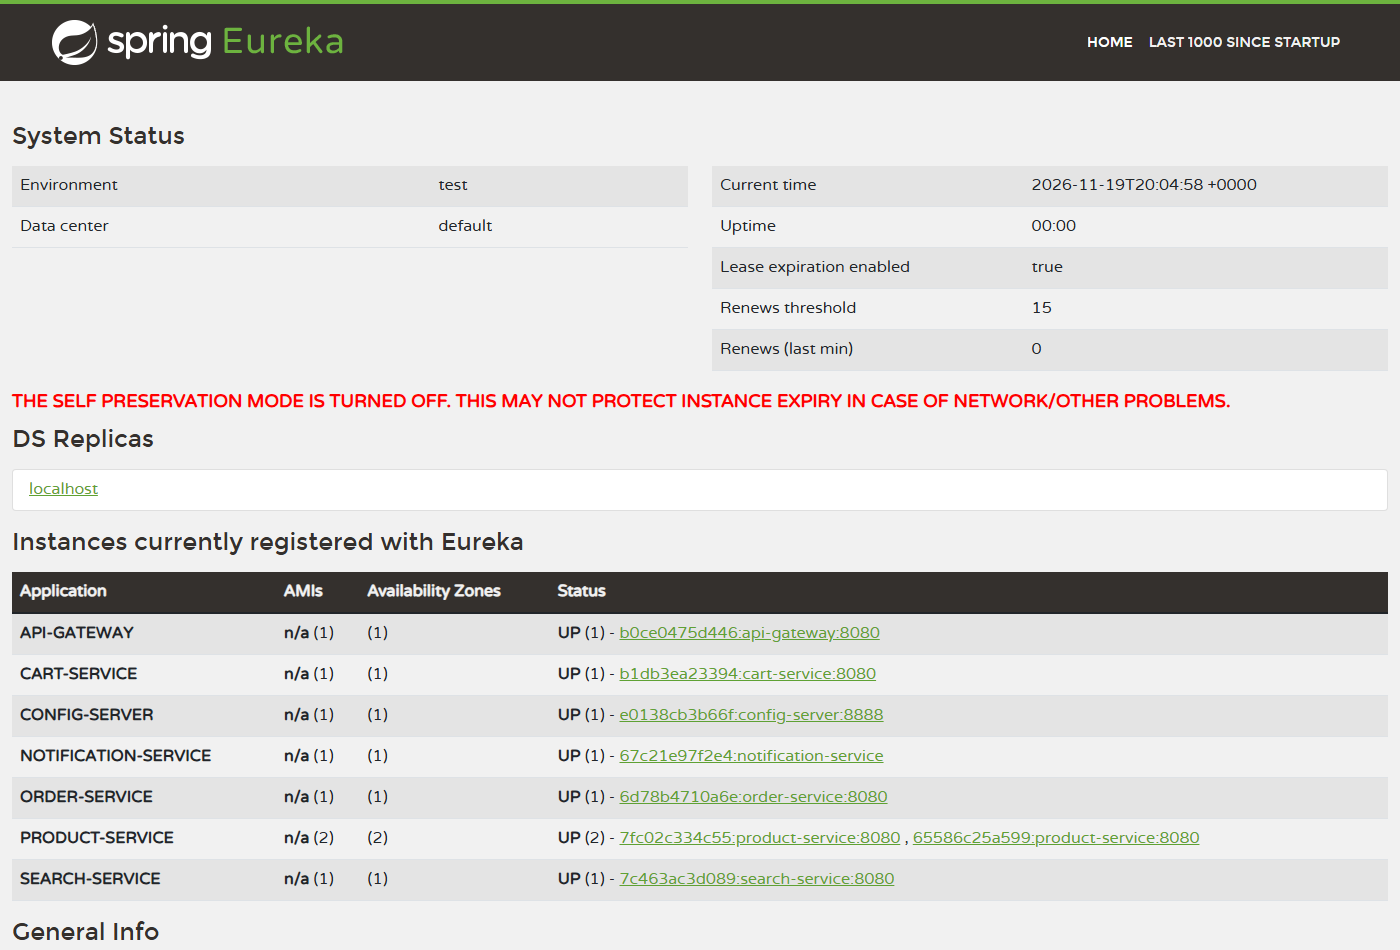 spring Eureka
HOME LAST 1000 SINCE STARTUP
System Status
Environment test
Data center default
Current time 2026-11-19T20:04:58 +0000
Uptime 00:00
Lease expiration enabled true
Renews threshold 15
Renews (last min) 0
THE SELF PRESERVATION MODE IS TURNED OFF. THIS MAY NOT PROTECT INSTANCE EXPIRY IN CASE OF NETWORK/OTHER PROBLEMS.
DS Replicas
localhost
Instances currently registered with Eureka
Application AMIs Availability Zones Status
API-GATEWAY n/a (1) (1) UP (1) - b0ce0475d446:api-gateway:8080
CART-SERVICE n/a (1) (1) UP (1) - b1db3ea23394:cart-service:8080
CONFIG-SERVER n/a (1) (1) UP (1) - e0138cb3b66f:config-server:8888
NOTIFICATION-SERVICE n/a (1) (1) UP (1) - 67c21e97f2e4:notification-service
ORDER-SERVICE n/a (1) (1) UP (1) - 6d78b4710a6e:order-service:8080
PRODUCT-SERVICE n/a (2) (2) UP (2) - 7fc02c334c55:product-service:8080 , 65586c25a599:product-service:8080
SEARCH-SERVICE n/a (1) (1) UP (1) - 7c463ac3d089:search-service:8080
General Info